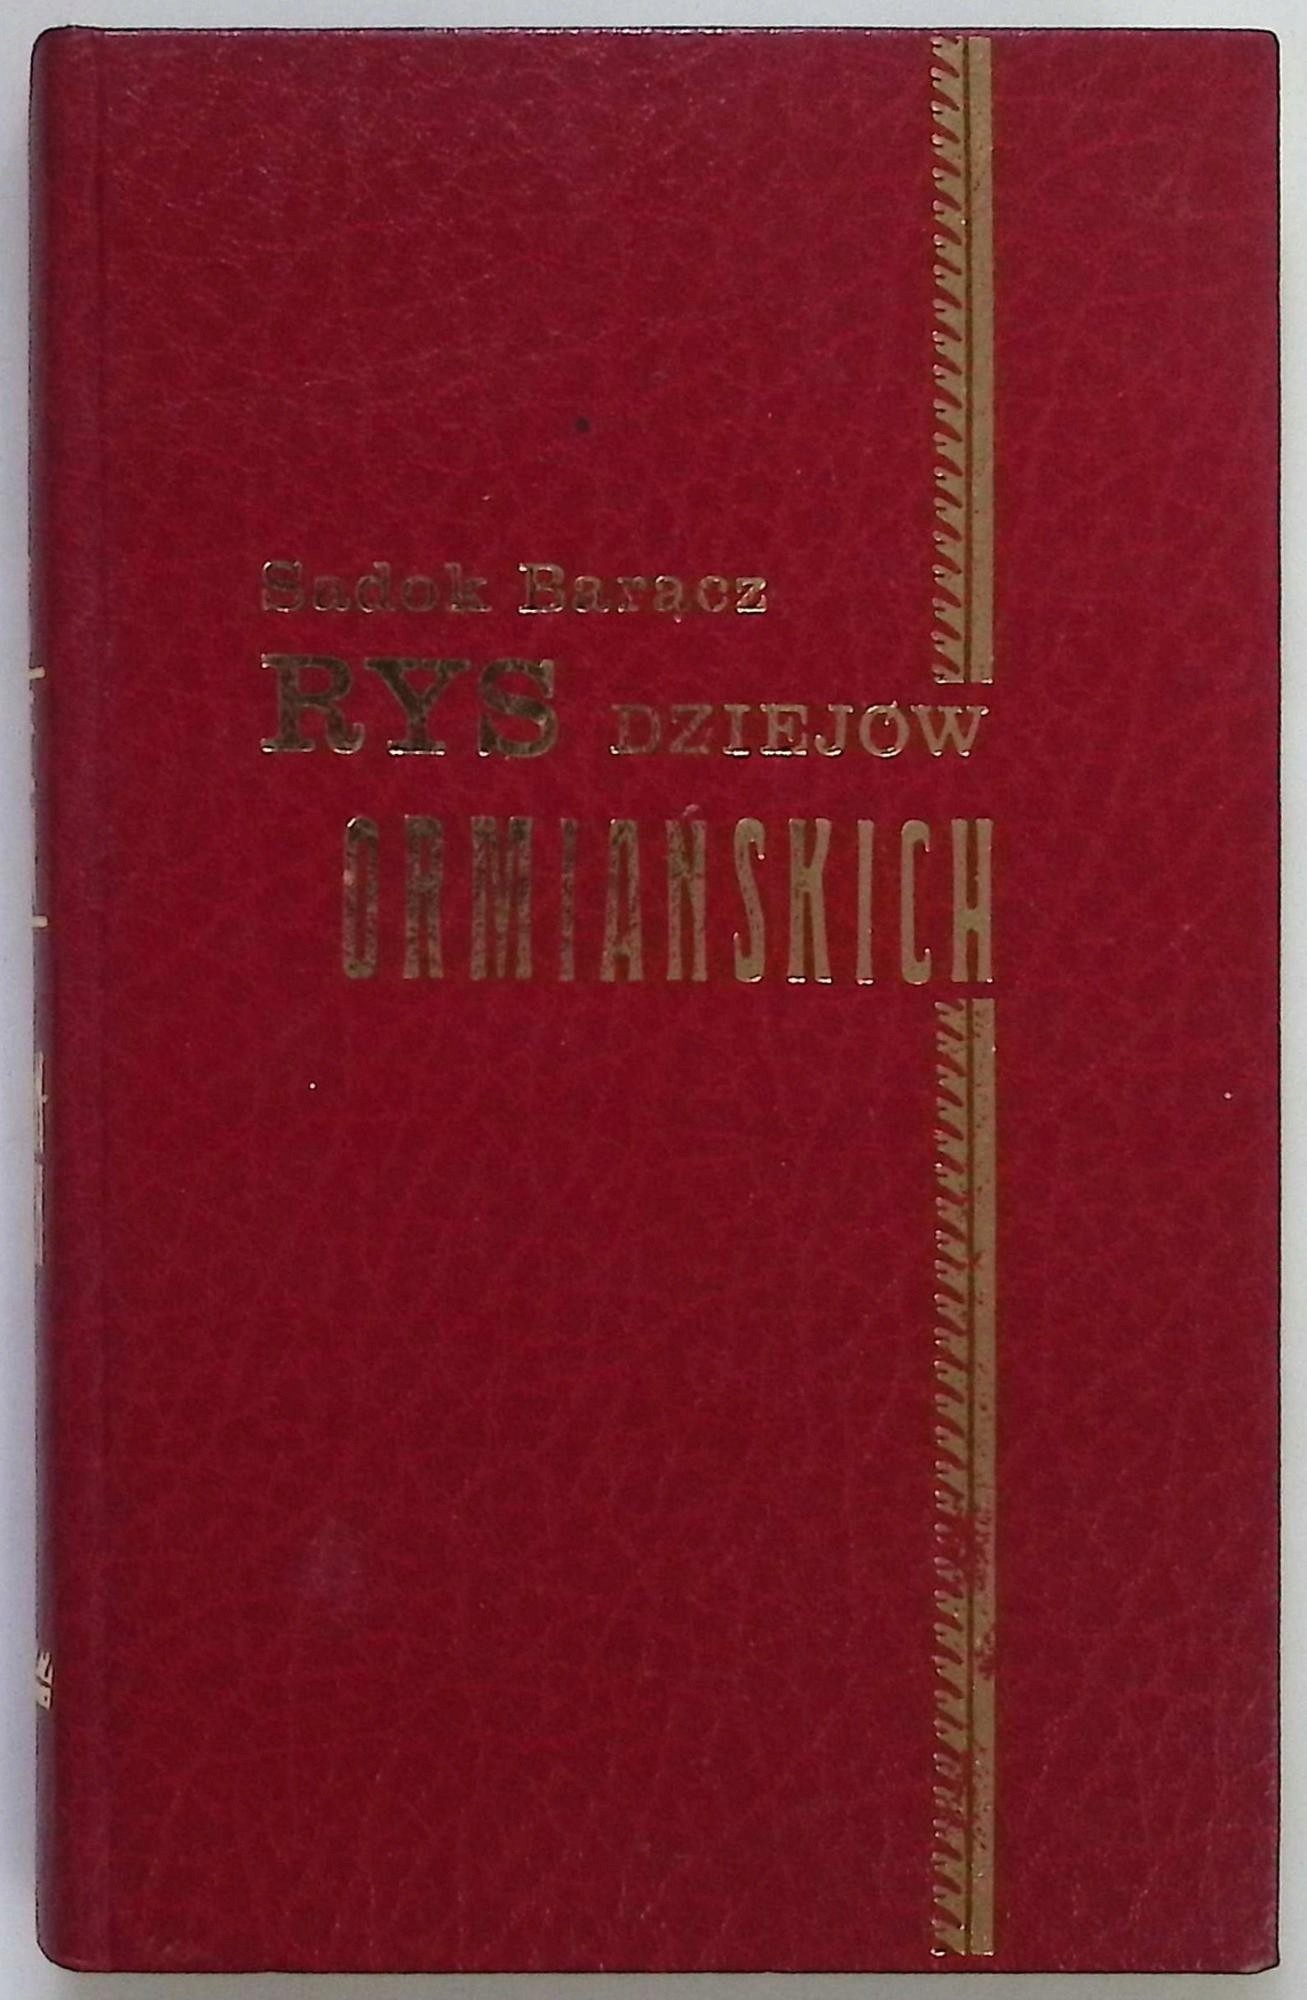 Sadok Barącz
RYS DZIEJÓW
ORMIAŃSKICH